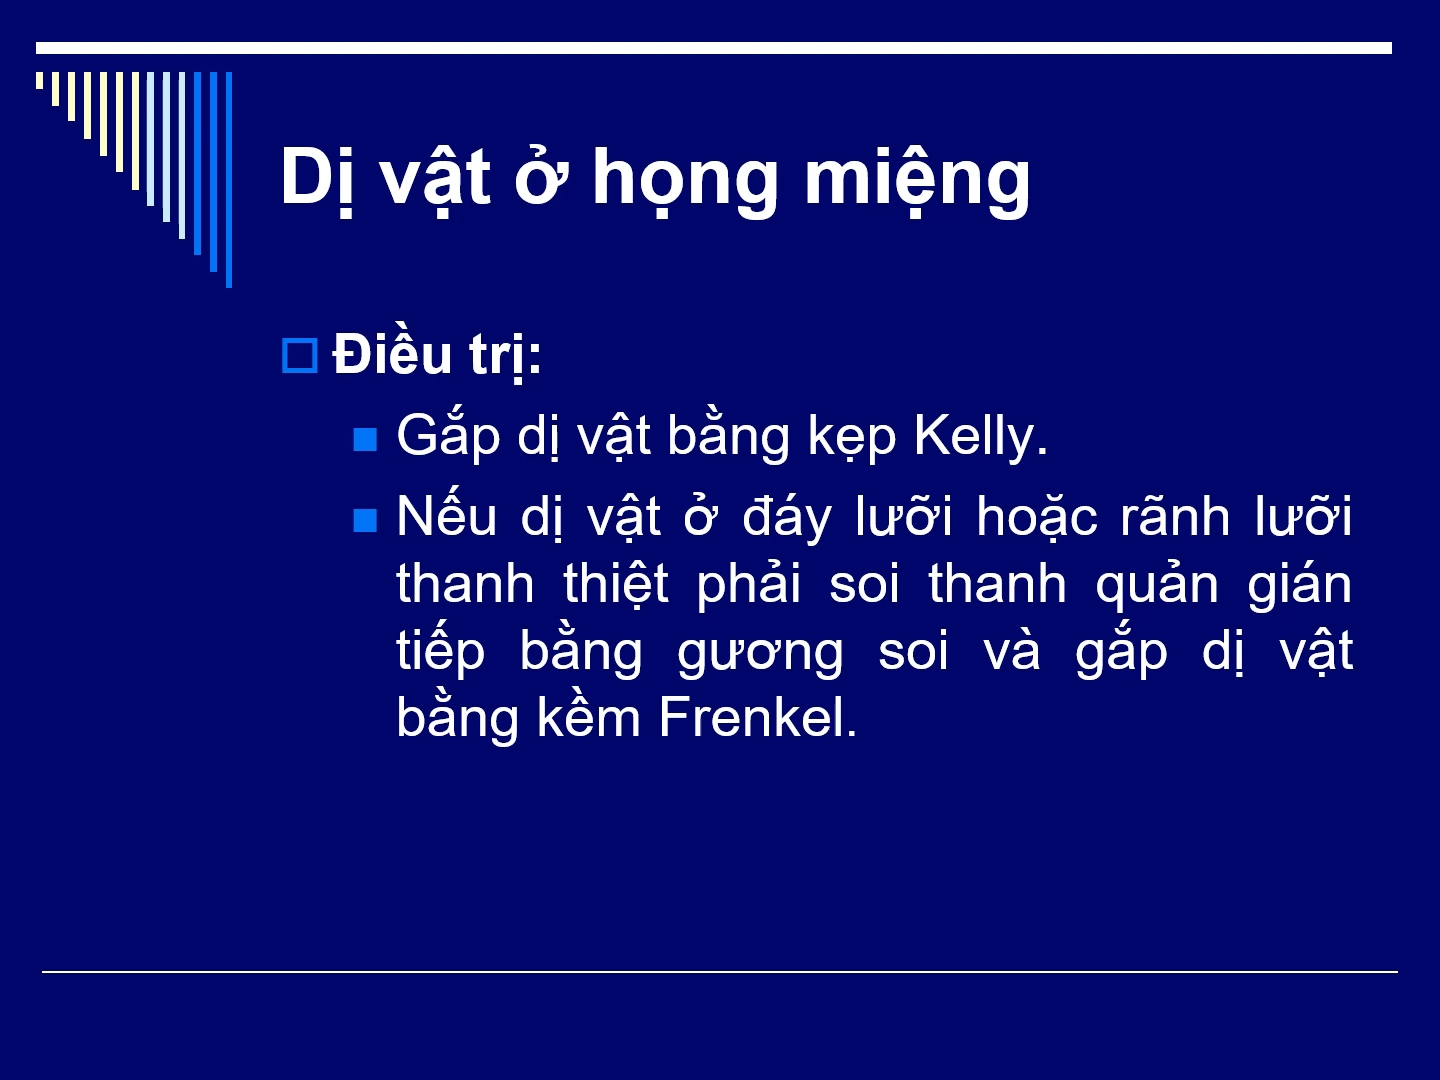 Dị vật ở họng miệng
Điều trị:
Gắp dị vật bằng kẹp Kelly.
Nếu dị vật ở đáy lưỡi hoặc rãnh lưỡi
thanh thiệt phải soi thanh quản gián
tiếp bằng gương soi và gắp dị vật
bằng kềm Frenkel.